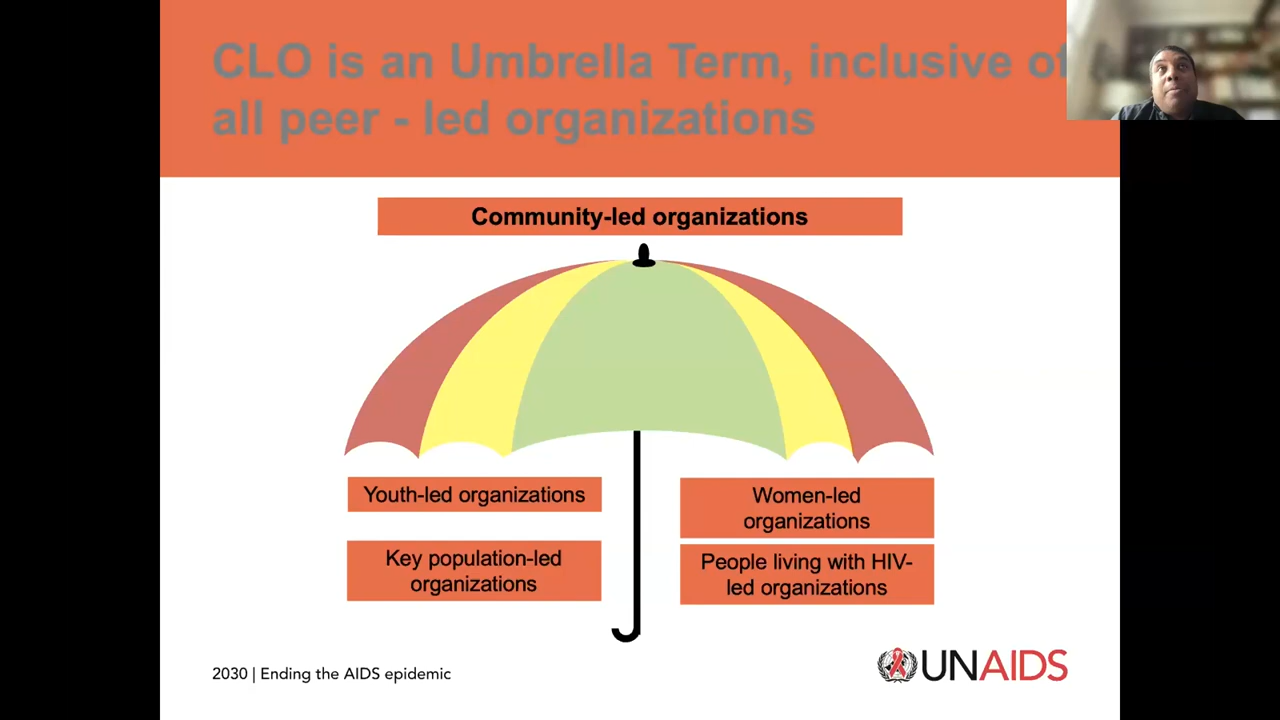 CLO is an Umbrella Term, inclusive of
all peer - led organizations
Community-led organizations
Youth-led organizations
Key population-led
organizations
Women-led
organizations
People living with HIV-
led organizations
2030 | Ending the AIDS epidemic
UNAIDS